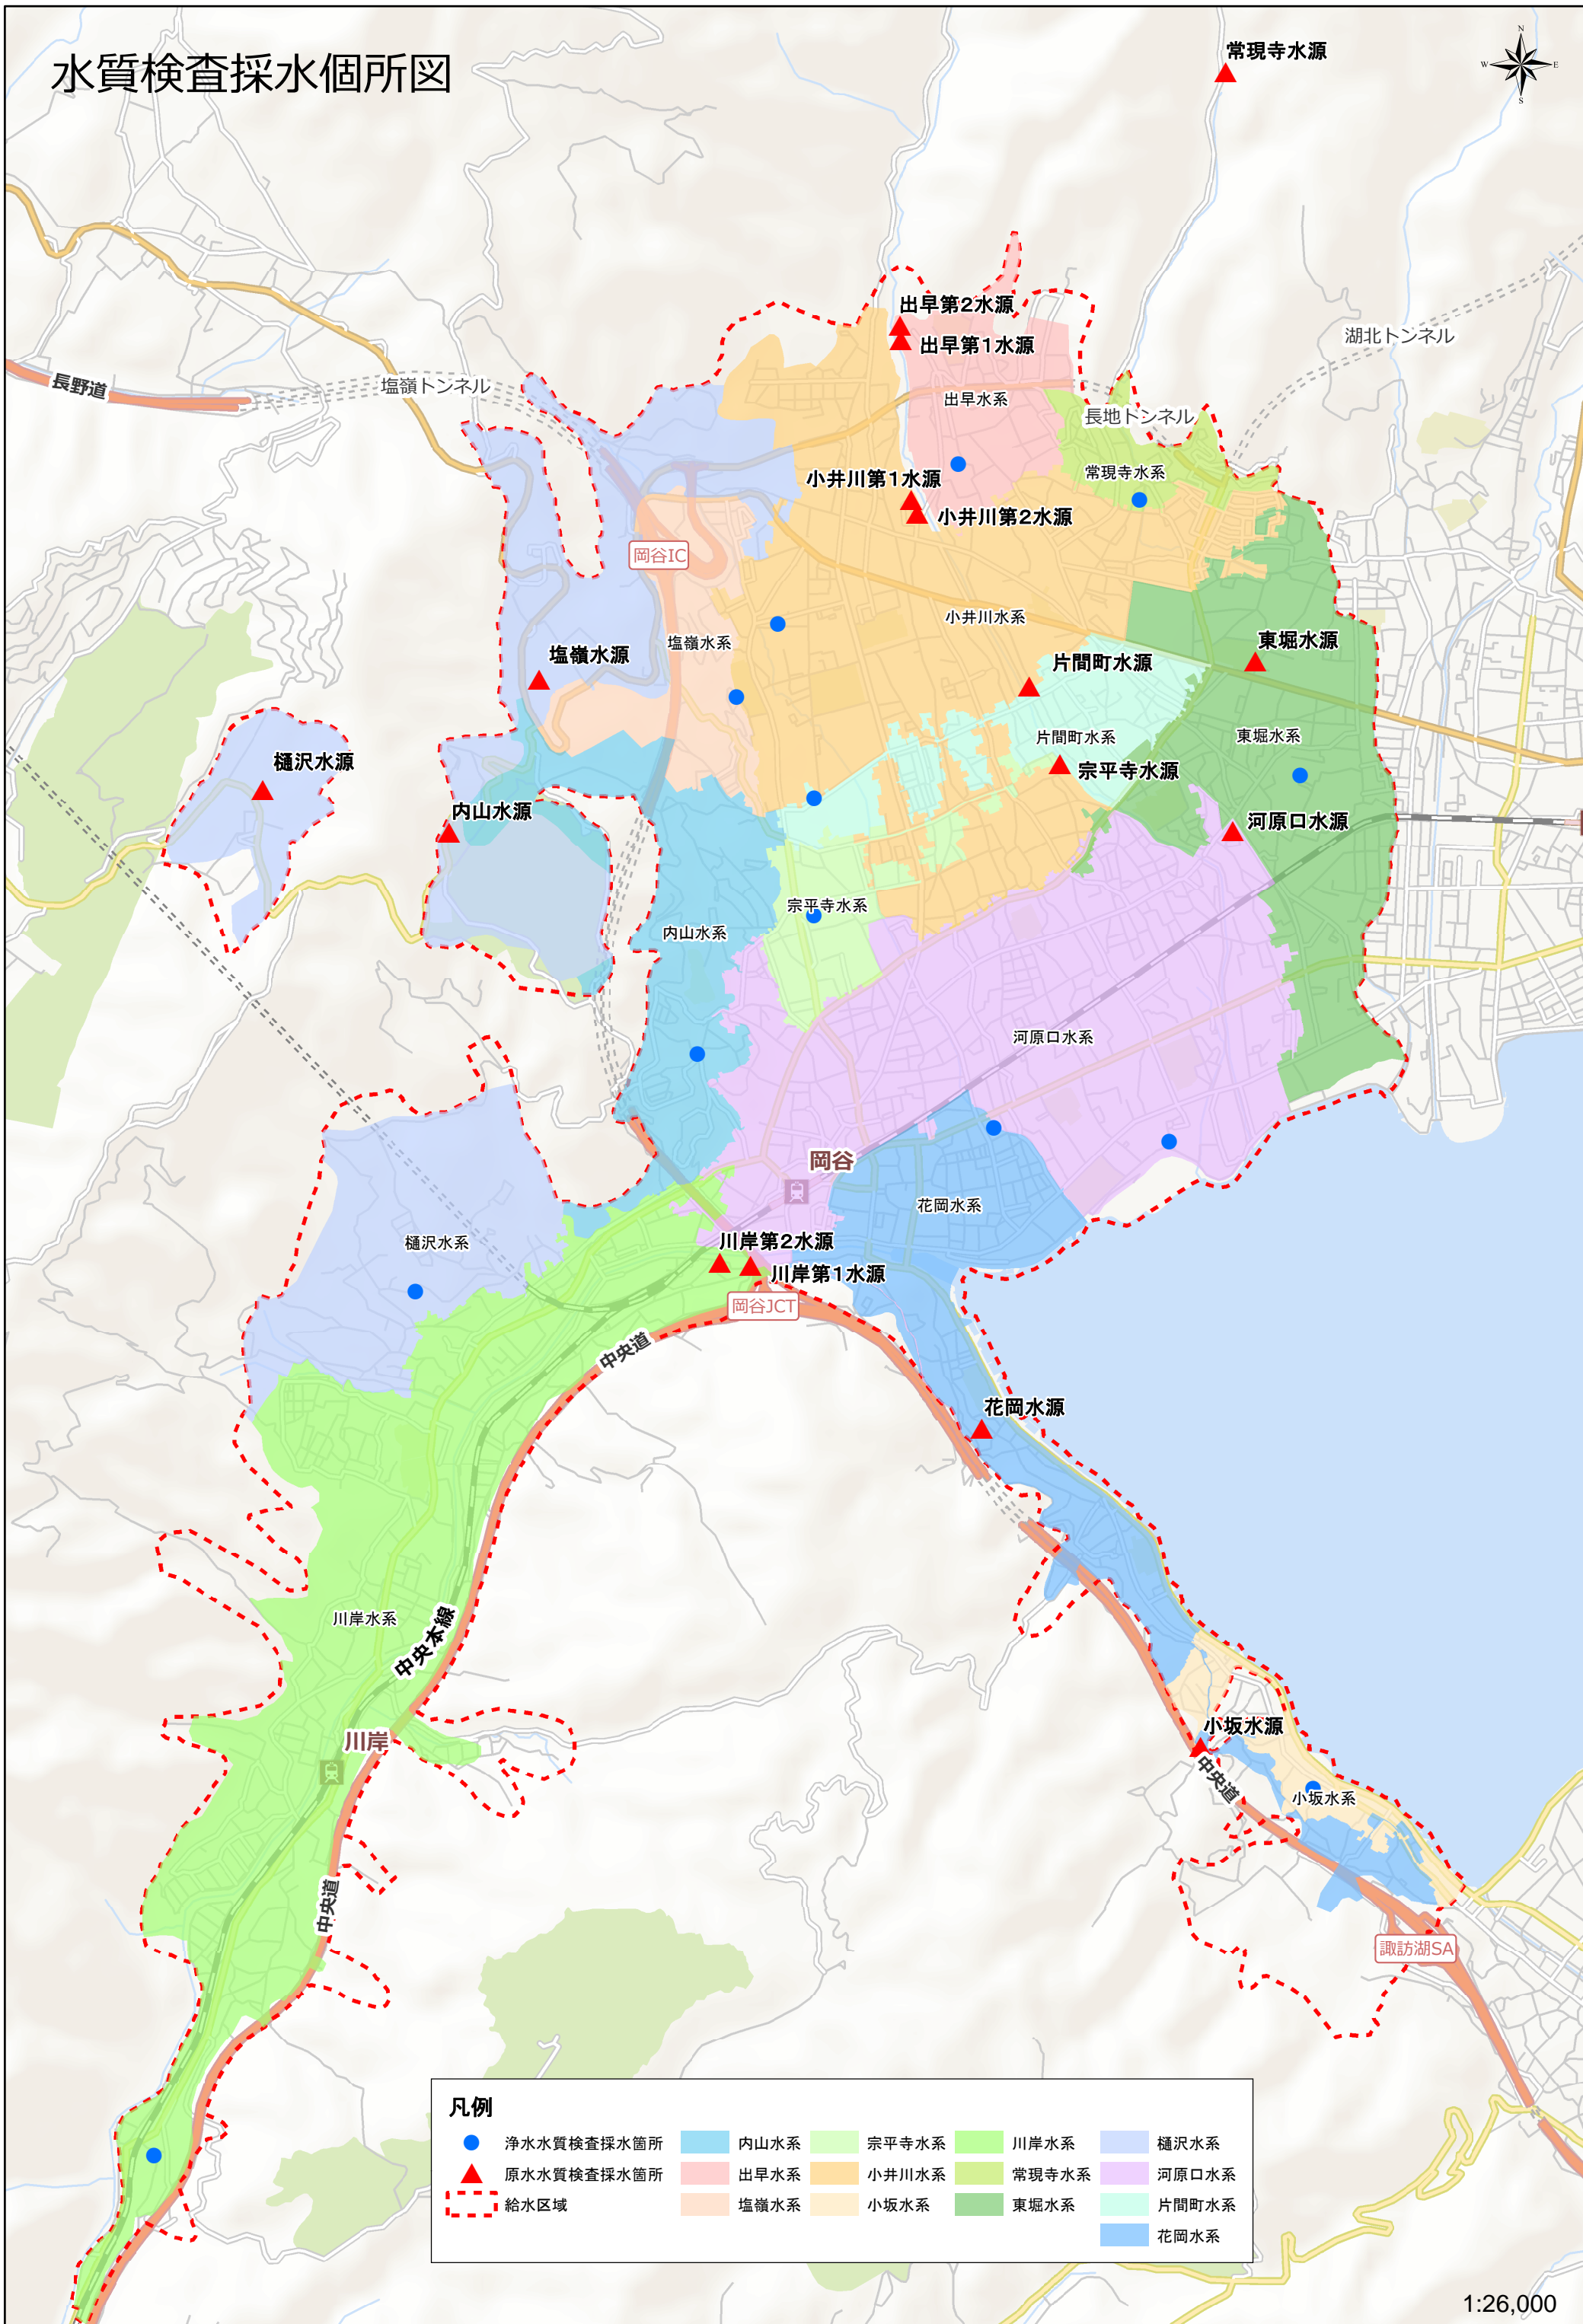 水質検査採水個所図
常現寺水源
N
W
E
S
出早第2水源
出早第1水源
湖北トンネル
長野道
塩嶺トンネル
出早水系
長地トンネル
常現寺水系
小井川第1水源
小井川第2水源
岡谷IC
小井川水系
塩嶺水系
塩嶺水源
東堀水源
片間町水源
片間町水系
東堀水系
樋沢水源
宗平寺水源
内山水源
河原口水源
宗平寺水系
内山水系
河原口水系
岡谷
花岡水系
樋沢水系
川岸第2水源
川岸第1水源
岡谷JCT
中央道
花岡水源
川岸水系
中央本線
小坂水源
川岸
中央道
小坂水系
中央道
諏訪湖SA
凡例
浄水水質検査採水箇所
原水水質検査採水箇所
給水区域
内山水系
出早水系
塩嶺水系
宗平寺水系
小井川水系
小坂水系
川岸水系
常現寺水系
東堀水系
樋沢水系
河原口水系
片間町水系
花岡水系
1:26,000